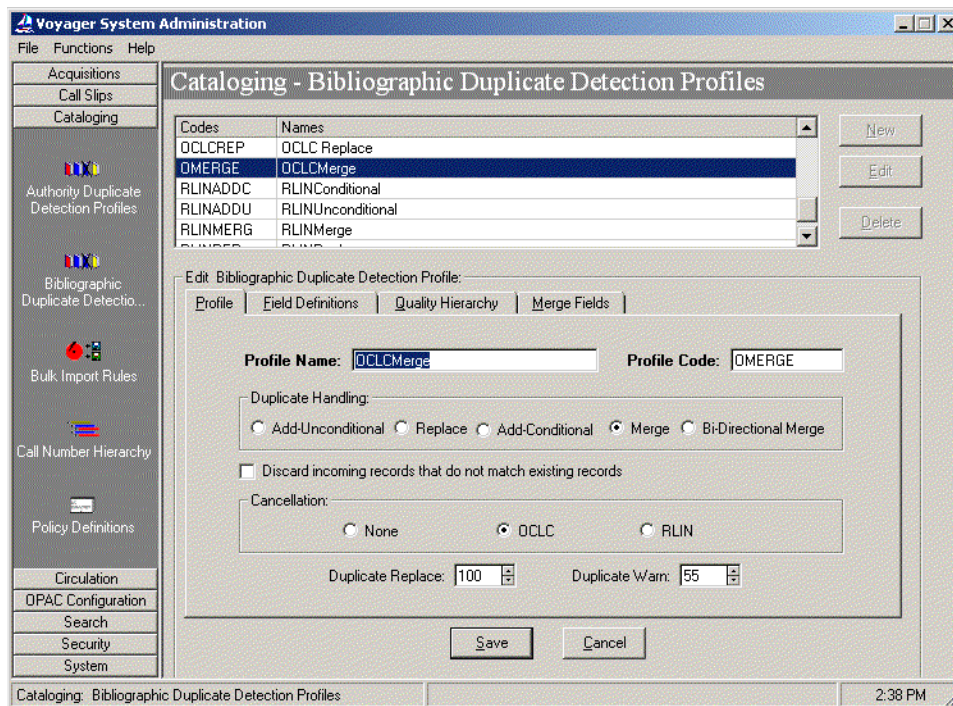 Voyager System Administration
File Functions Help
Acquisitions
Call Slips
Cataloging
Authority Duplicate
Detection Profiles
Bibliographic
Duplicate Detectio...
Bulk Import Rules
Call Number Hierarchy
Policy Definitions
Circulation
OPAC Configuration
Search
Security
System
Cataloging - Bibliographic Duplicate Detection Profiles
Codes Names
OCLCREP OCLC Replace
OMERGE OCLCMerge
RLINADDC RLINConditional
RLINADDU RLINUnconditional
RLINMERG RLINMerge
New
Edit
Delete
Edit Bibliographic Duplicate Detection Profile:
Profile Field Definitions Quality Hierarchy Merge Fields
Profile Name: OCLCMerge Profile Code: OMERGE
Duplicate Handling:
Add-Unconditional Replace Add-Conditional Merge Bi-Directional Merge
Discard incoming records that do not match existing records
Cancellation:
None OCLC RLIN
Duplicate Replace: 100 Duplicate Warn: 55
Save Cancel
Cataloging: Bibliographic Duplicate Detection Profiles 2:38 PM